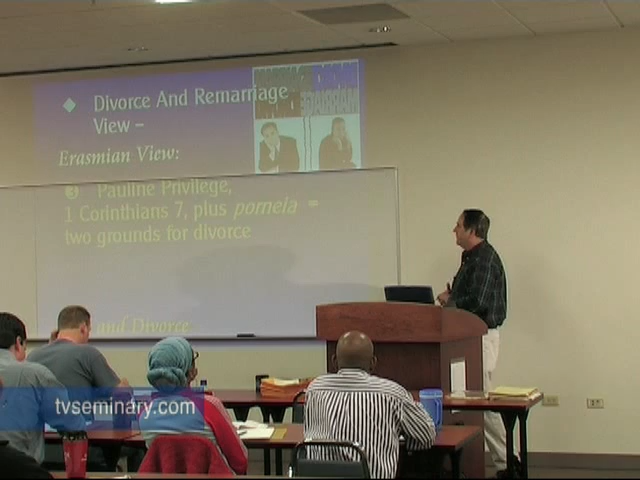 Divorce And Remarriage
View –
Erasmian View:
❸ Pauline Privilege,
1 Corinthians 7, plus porneia =
two grounds for divorce
and Divorce
tvseminary.com